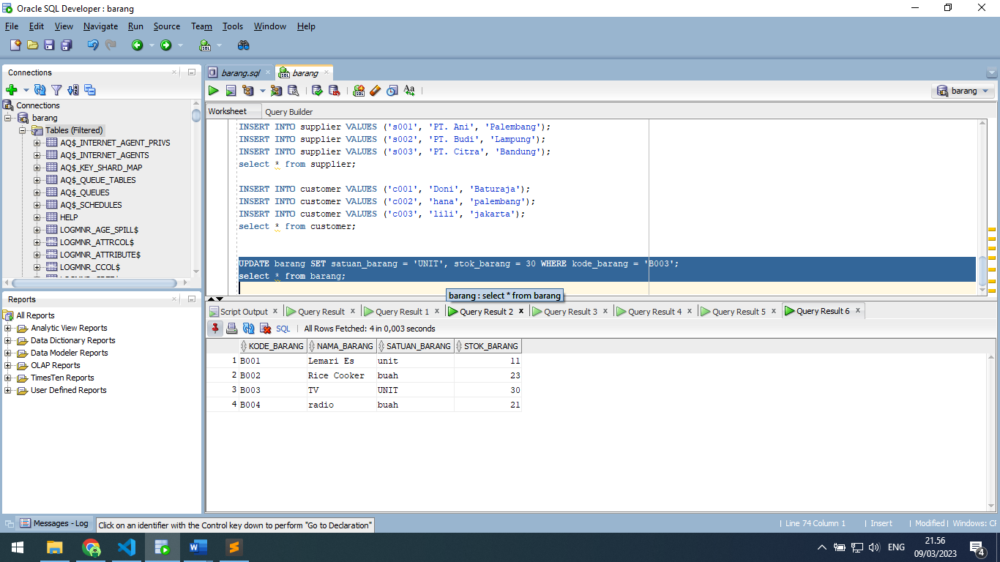 Oracle SQL Developer : barang
File Edit View Navigate Run Source Team Tools Window Help
Connections
Connections
barang
Tables (Filtered)
AQ$_INTERNET_AGENT_PRIVS
AQ$_INTERNET_AGENTS
AQ$_KEY_SHARD_MAP
AQ$_QUEUE_TABLES
AQ$_QUEUES
AQ$_SCHEDULES
HELP
LOGMNR_AGE_SPILL$
LOGMNR_ATTRCOL$
LOGMNR_ATTRIBUTE$
LOGMNR_CCOL$
Reports
All Reports
Analytic View Reports
Data Dictionary Reports
Data Modeler Reports
OLAP Reports
TimesTen Reports
User Defined Reports
barang.sql barang
barang
Worksheet Query Builder
INSERT INTO supplier VALUES ('s001', 'PT. Ani', 'Palembang');
INSERT INTO supplier VALUES ('s002', 'PT. Budi', 'Lampung');
INSERT INTO supplier VALUES ('s003', 'PT. Citra', 'Bandung');
select * from supplier;
INSERT INTO customer VALUES ('c001', 'Doni', 'Baturaja');
INSERT INTO customer VALUES ('c002', 'hana', 'palembang');
INSERT INTO customer VALUES ('c003', 'lili', 'jakarta');
select * from customer;
UPDATE barang SET satuan_barang = 'UNIT', stok_barang = 30 WHERE kode_barang = 'B003';
select * from barang;
barang : select * from barang
Script Output Query Result Query Result 1 Query Result 2 Query Result 3 Query Result 4 Query Result 5 Query Result 6
SQL All Rows Fetched: 4 in 0,003 seconds
KODE_BARANG NAMA_BARANG SATUAN_BARANG STOK_BARANG
1 B001 Lemari Es unit 11
2 B002 Rice Cooker buah 23
3 B003 TV UNIT 30
4 B004 radio buah 21
Messages - Log Click on an identifier with the Control key down to perform "Go to Declaration" Line 74 Column 1 Insert Modified Windows: CF
ENG 21.56
09/03/2023 4